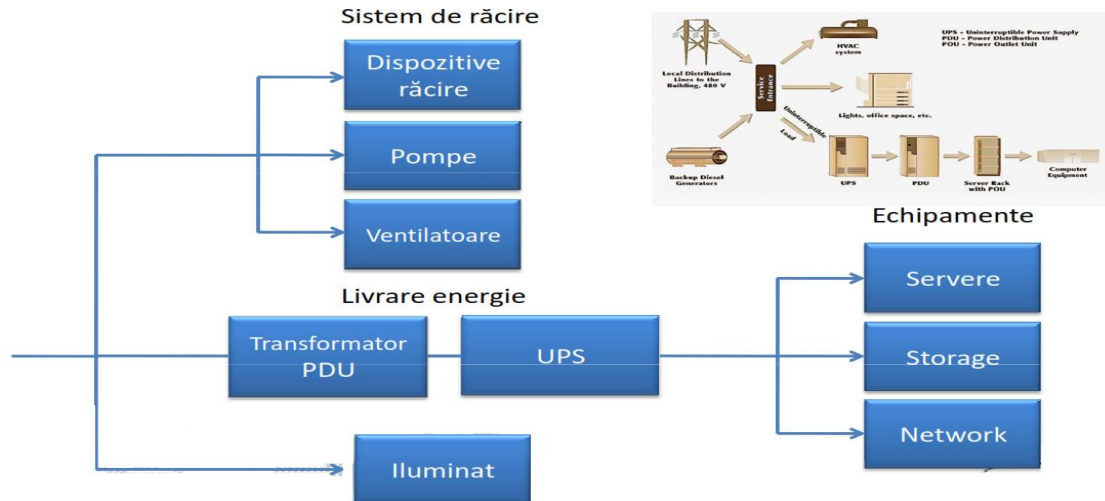 Sistem de răcire
Dispozitive
răcire
Pompe
Ventilatoare
Livrare energie
Transformator
PDU
UPS
Iluminat
Echipamente
Servere
Storage
Network
HVAC
system
UPS – Uninterruptible Power Supply
PDU – Power Distribution Unit
POU – Power Outlet Unit
Local Distribution
Lines to the
Building, 480 V
Service
Entrance
Lights, office space, etc.
Uninterruptible
Load
Backup Diesel
Generators
UPS
PDU
Server Rack
with POU
Computer
Equipment